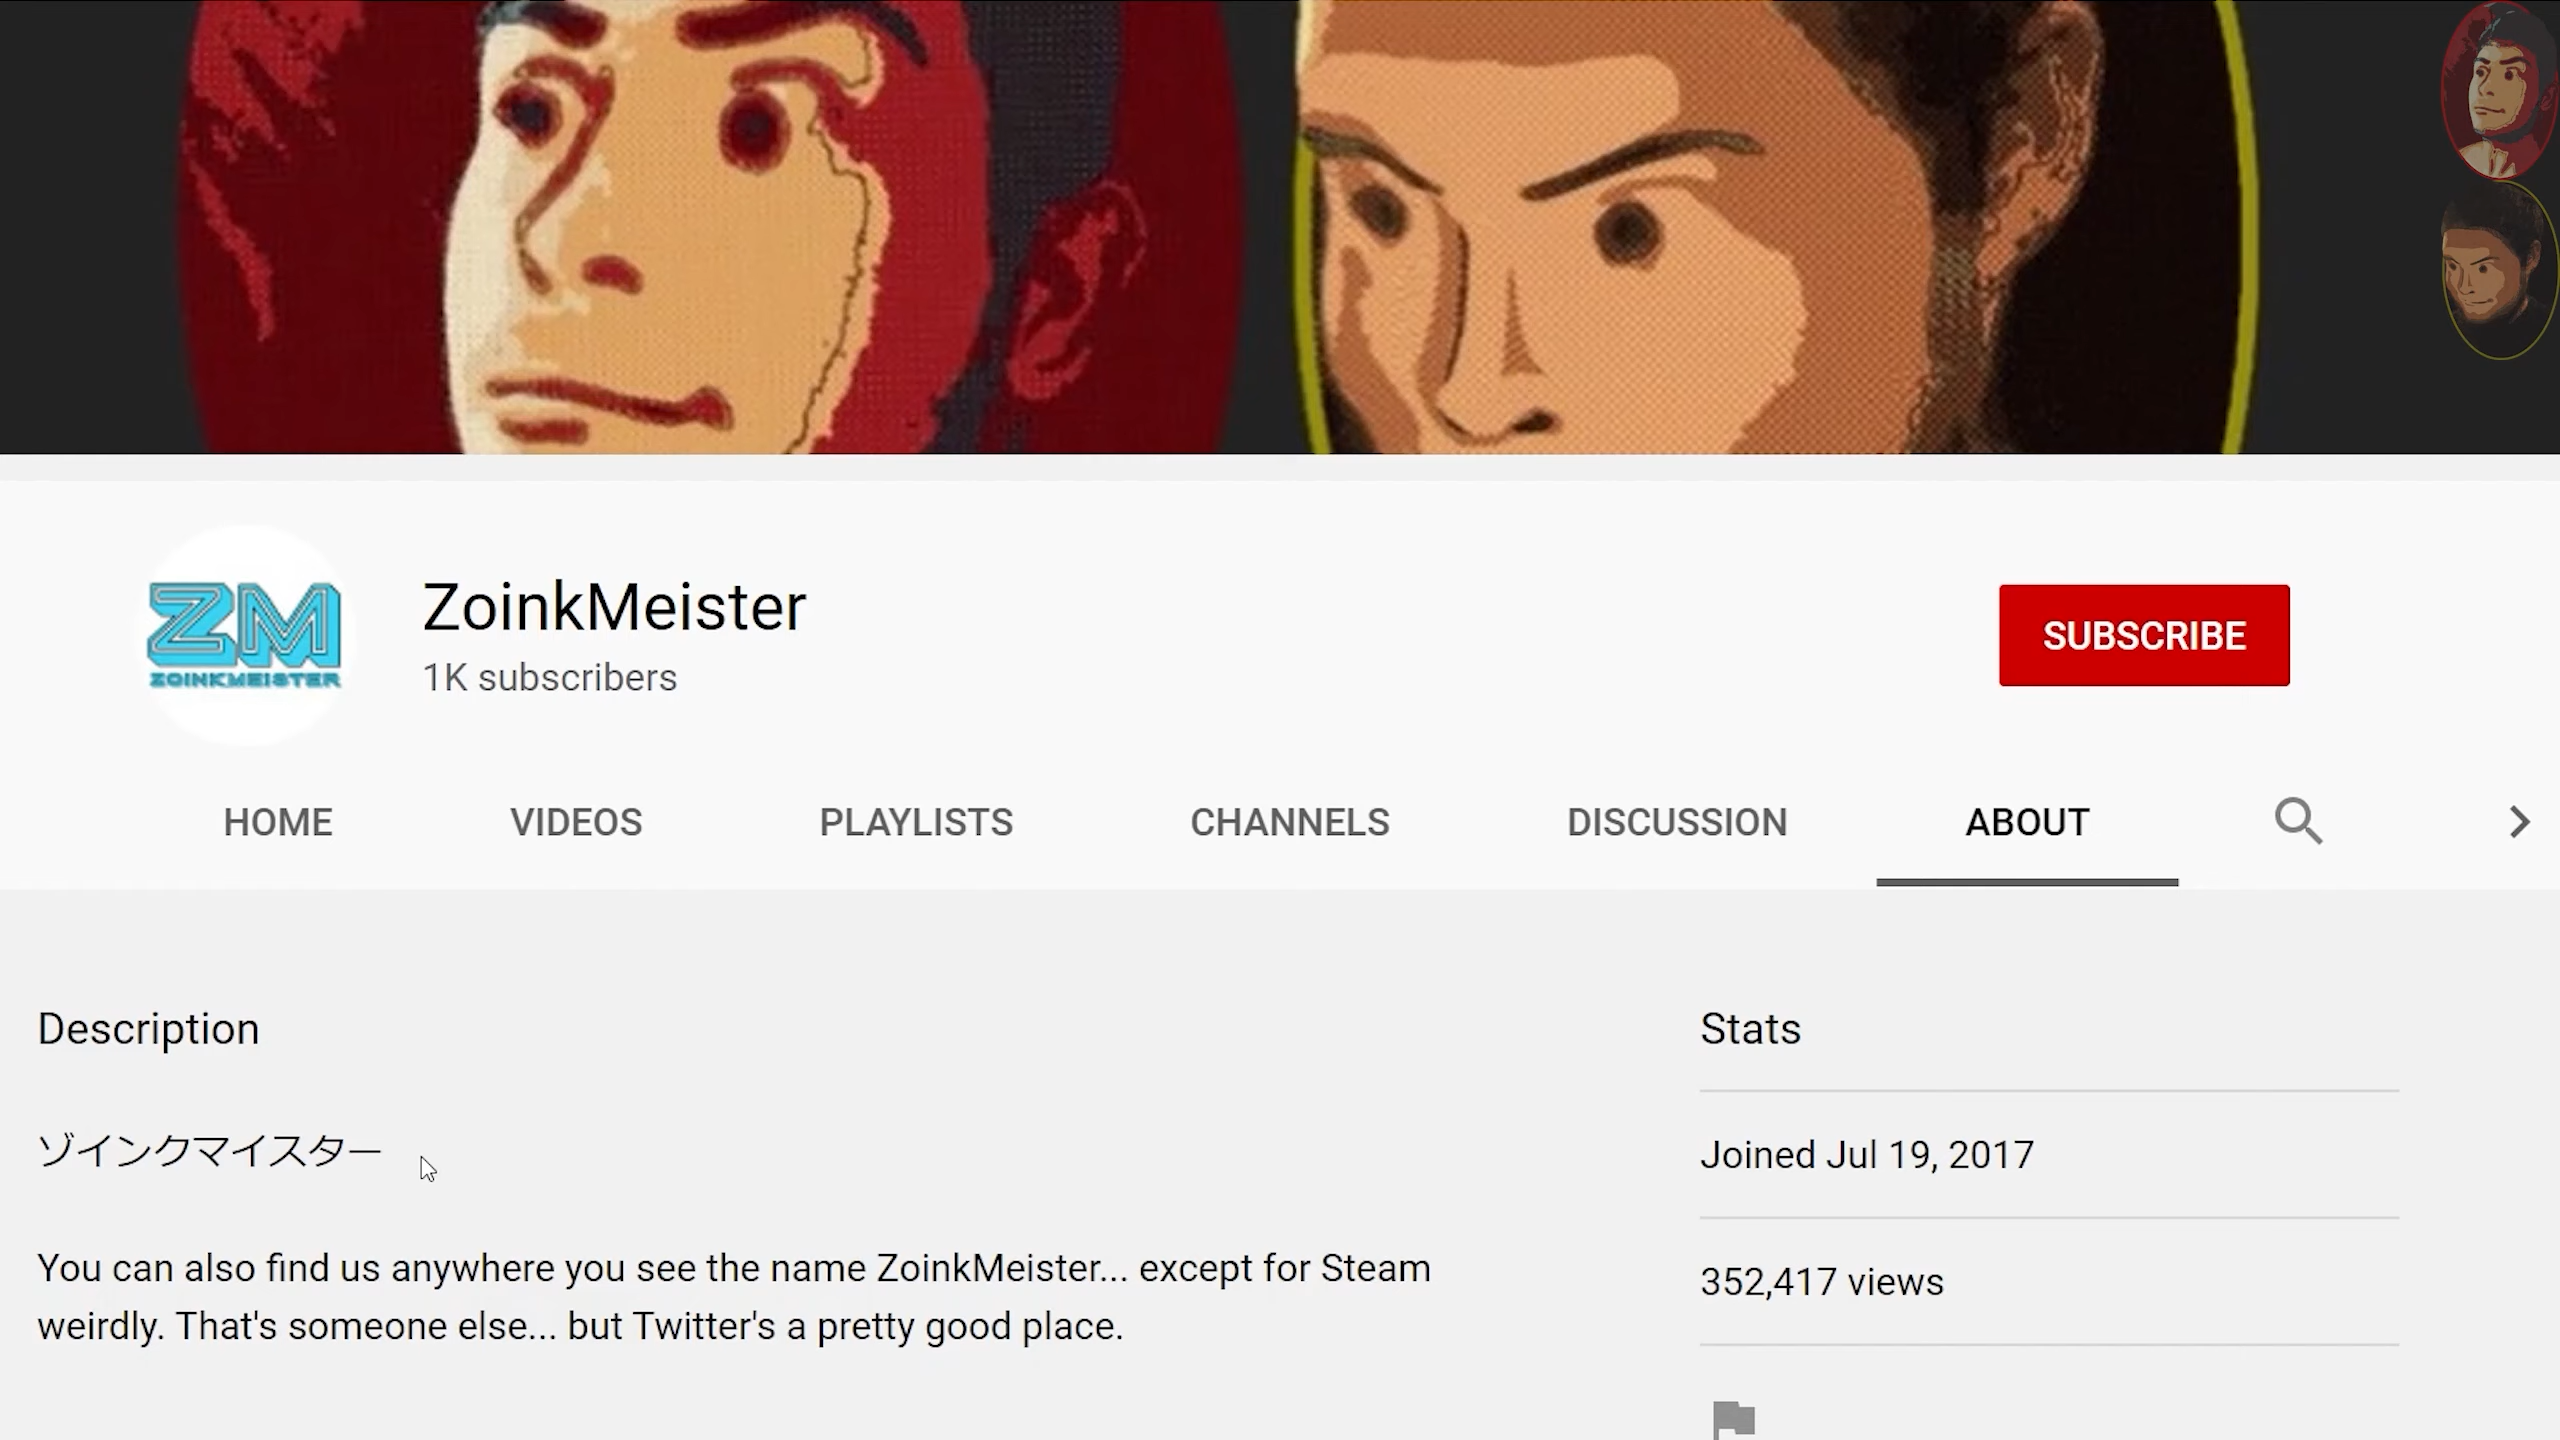 ZM
ZOINKMEISTER
ZoinkMeister
1K subscribers
SUBSCRIBE
HOME
VIDEOS
PLAYLISTS
CHANNELS
DISCUSSION
ABOUT
Description
ゾインクマイスター
You can also find us anywhere you see the name ZoinkMeister... except for Steam
weirdly. That's someone else... but Twitter's a pretty good place.
Stats
Joined Jul 19, 2017
352,417 views